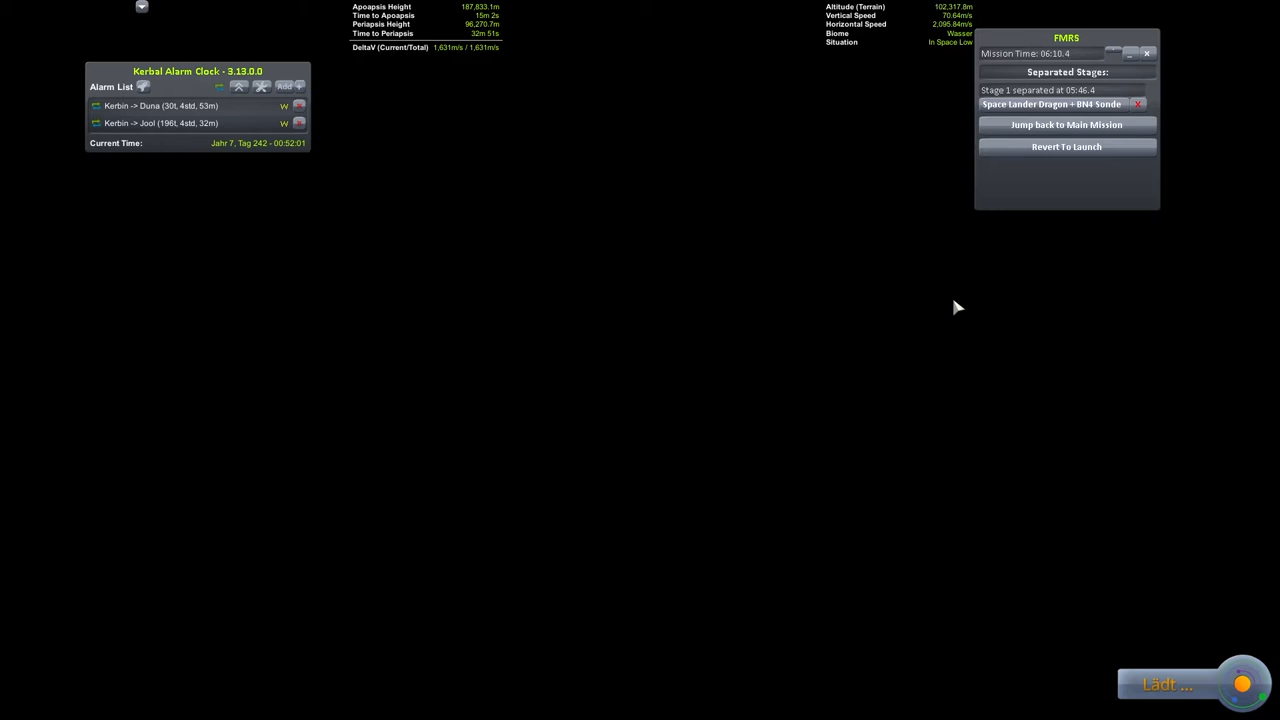 Apoapsis Height 187,833.1m
Time to Apoapsis 15m 2s
Periapsis Height 96,270.7m
Time to Periapsis 32m 51s
DeltaV (Current/Total) 1,631m/s / 1,631m/s
Altitude (Terrain) 102,317.8m
Vertical Speed 70.64m/s
Horizontal Speed 2,095.84m/s
Biome Wasser
Situation In Space Low
Kerbal Alarm Clock - 3.13.0.0
Alarm List Add +
Kerbin -> Duna (30t, 4std, 53m) W
Kerbin -> Jool (196t, 4std, 32m) W
Current Time: Jahr 7, Tag 242 - 00:52:01
FMRS
Mission Time: 06:10.4 _ x
Separated Stages:
Stage 1 separated at 05:46.4
Space Lander Dragon + BN4 Sonde X
Jump back to Main Mission
Revert To Launch
Lädt ...